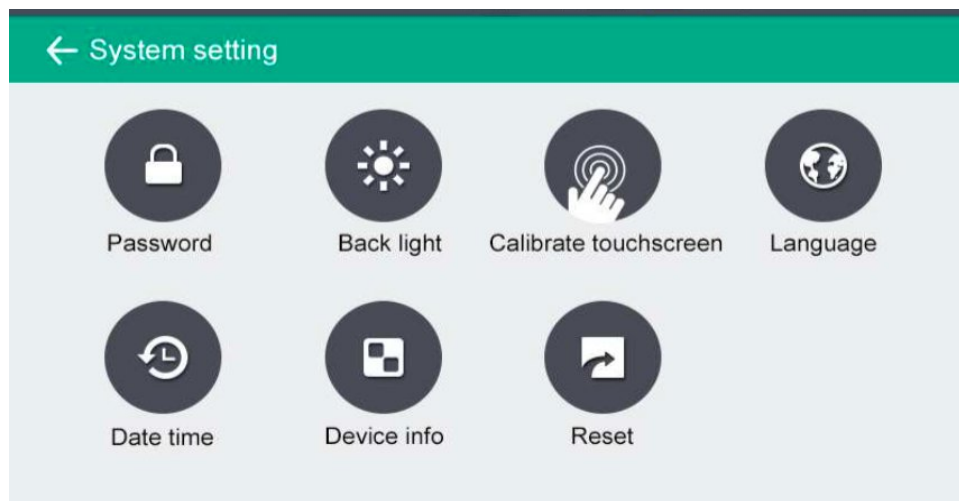 System setting
Password
Back light
Calibrate touchscreen
Language
Date time
Device info
Reset